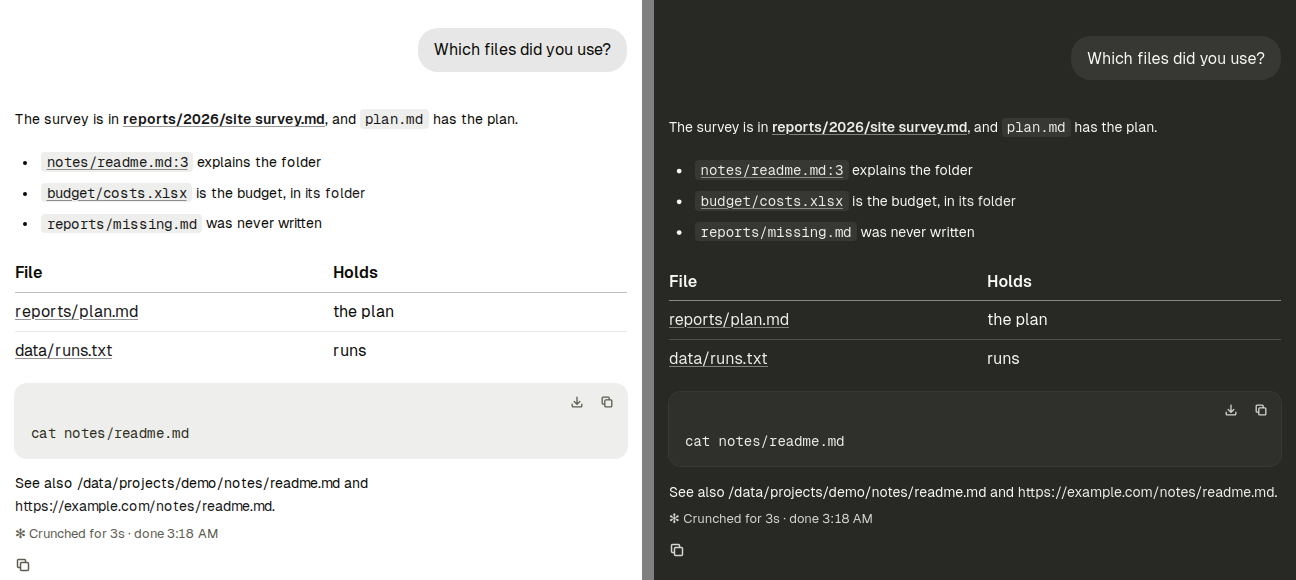 Which files did you use?
The survey is in reports/2026/site survey.md, and plan.md has the plan.
• notes/readme.md:3 explains the folder
• budget/costs.xlsx is the budget, in its folder
• reports/missing.md was never written
File Holds
reports/plan.md the plan
data/runs.txt runs
cat notes/readme.md
See also /data/projects/demo/notes/readme.md and
https://example.com/notes/readme.md.
✻ Crunched for 3s · done 3:18 AM
Which files did you use?
The survey is in reports/2026/site survey.md, and plan.md has the plan.
• notes/readme.md:3 explains the folder
• budget/costs.xlsx is the budget, in its folder
• reports/missing.md was never written
File Holds
reports/plan.md the plan
data/runs.txt runs
cat notes/readme.md
See also /data/projects/demo/notes/readme.md and https://example.com/notes/readme.md.
✻ Crunched for 3s · done 3:18 AM